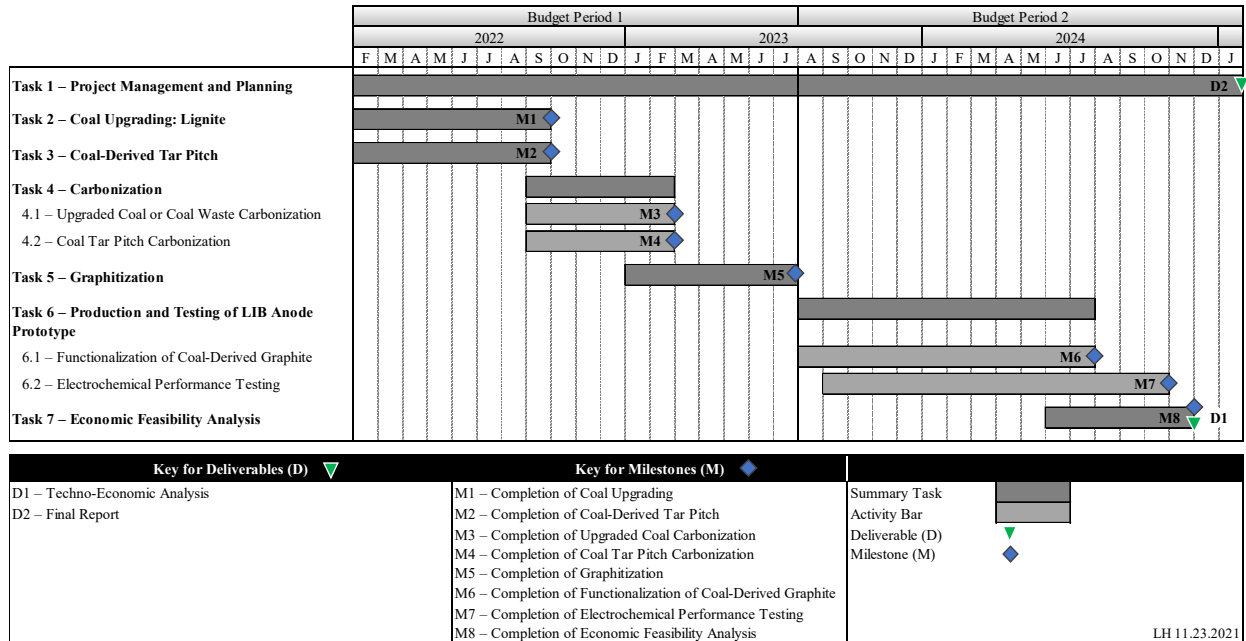 Budget Period 1 Budget Period 2
2022 2023 2024
F M A M J J A S O N D J F M A M J J A S O N D J F M A M J J A S O N D J
Task 1 – Project Management and Planning D2
Task 2 – Coal Upgrading: Lignite M1
Task 3 – Coal-Derived Tar Pitch M2
Task 4 – Carbonization
4.1 – Upgraded Coal or Coal Waste Carbonization M3
4.2 – Coal Tar Pitch Carbonization M4
Task 5 – Graphitization M5
Task 6 – Production and Testing of LIB Anode
Prototype
6.1 – Functionalization of Coal-Derived Graphite M6
6.2 – Electrochemical Performance Testing M7
Task 7 – Economic Feasibility Analysis M8 D1
Key for Deliverables (D) Key for Milestones (M)
D1 – Techno-Economic Analysis
D2 – Final Report
M1 – Completion of Coal Upgrading
M2 – Completion of Coal-Derived Tar Pitch
M3 – Completion of Upgraded Coal Carbonization
M4 – Completion of Coal Tar Pitch Carbonization
M5 – Completion of Graphitization
M6 – Completion of Functionalization of Coal-Derived Graphite
M7 – Completion of Electrochemical Performance Testing
M8 – Completion of Economic Feasibility Analysis
Summary Task
Activity Bar
Deliverable (D)
Milestone (M)
LH 11.23.2021